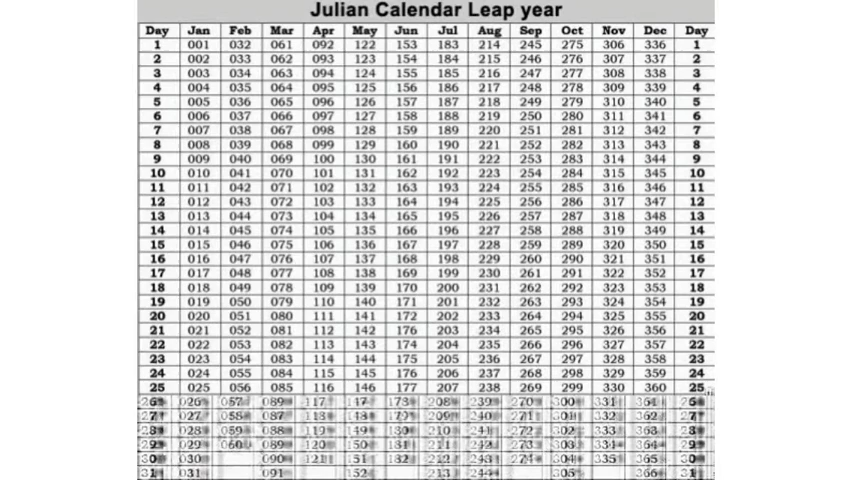 Julian Calendar Leap year
Day Jan Feb Mar Apr May Jun Jul Aug Sep Oct Nov Dec Day
1 001 032 061 092 122 153 183 214 245 275 306 336 1
2 002 033 062 093 123 154 184 215 246 276 307 337 2
3 003 034 063 094 124 155 185 216 247 277 308 338 3
4 004 035 064 095 125 156 186 217 248 278 309 339 4
5 005 036 065 096 126 157 187 218 249 279 310 340 5
6 006 037 066 097 127 158 188 219 250 280 311 341 6
7 007 038 067 098 128 159 189 220 251 281 312 342 7
8 008 039 068 099 129 160 190 221 252 282 313 343 8
9 009 040 069 100 130 161 191 222 253 283 314 344 9
10 010 041 070 101 131 162 192 223 254 284 315 345 10
11 011 042 071 102 132 163 193 224 255 285 316 346 11
12 012 043 072 103 133 164 194 225 256 286 317 347 12
13 013 044 073 104 134 165 195 226 257 287 318 348 13
14 014 045 074 105 135 166 196 227 258 288 319 349 14
15 015 046 075 106 136 167 197 228 259 289 320 350 15
16 016 047 076 107 137 168 198 229 260 290 321 351 16
17 017 048 077 108 138 169 199 230 261 291 322 352 17
18 018 049 078 109 139 170 200 231 262 292 323 353 18
19 019 050 079 110 140 171 201 232 263 293 324 354 19
20 020 051 080 111 141 172 202 233 264 294 325 355 20
21 021 052 081 112 142 176 203 234 265 295 326 356 21
22 022 053 082 113 143 174 204 235 266 296 327 357 22
23 023 054 083 114 144 175 205 236 267 297 328 358 23
24 024 055 084 115 145 176 206 237 268 298 329 359 24
25 025 056 085 116 146 177 207 238 269 299 330 360 25
26 026 057 117 147 208 239 270 300 331 26
27 027 058 087 118 148 209 240 271 332 362 27
28 028 059 088 119 149 210 272 302 333 363 28
29 029 060 089 120 150 181 211 242 273 303 29
30 030 090 121 151 182 212 243 335 365 30
31 031 091 152 213 305 366 31